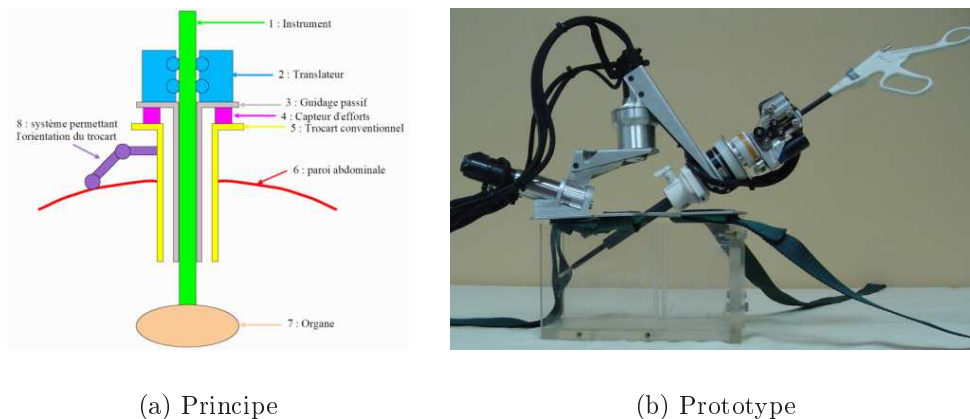 1 : Instrument
2 : Translateur
3 : Guidage passif
4 : Capteur d'efforts
5 : Trocart conventionnel
8 : système permettant
l'orientation du trocart
6 : paroi abdominale
7 : Organe
(a) Principe
(b) Prototype